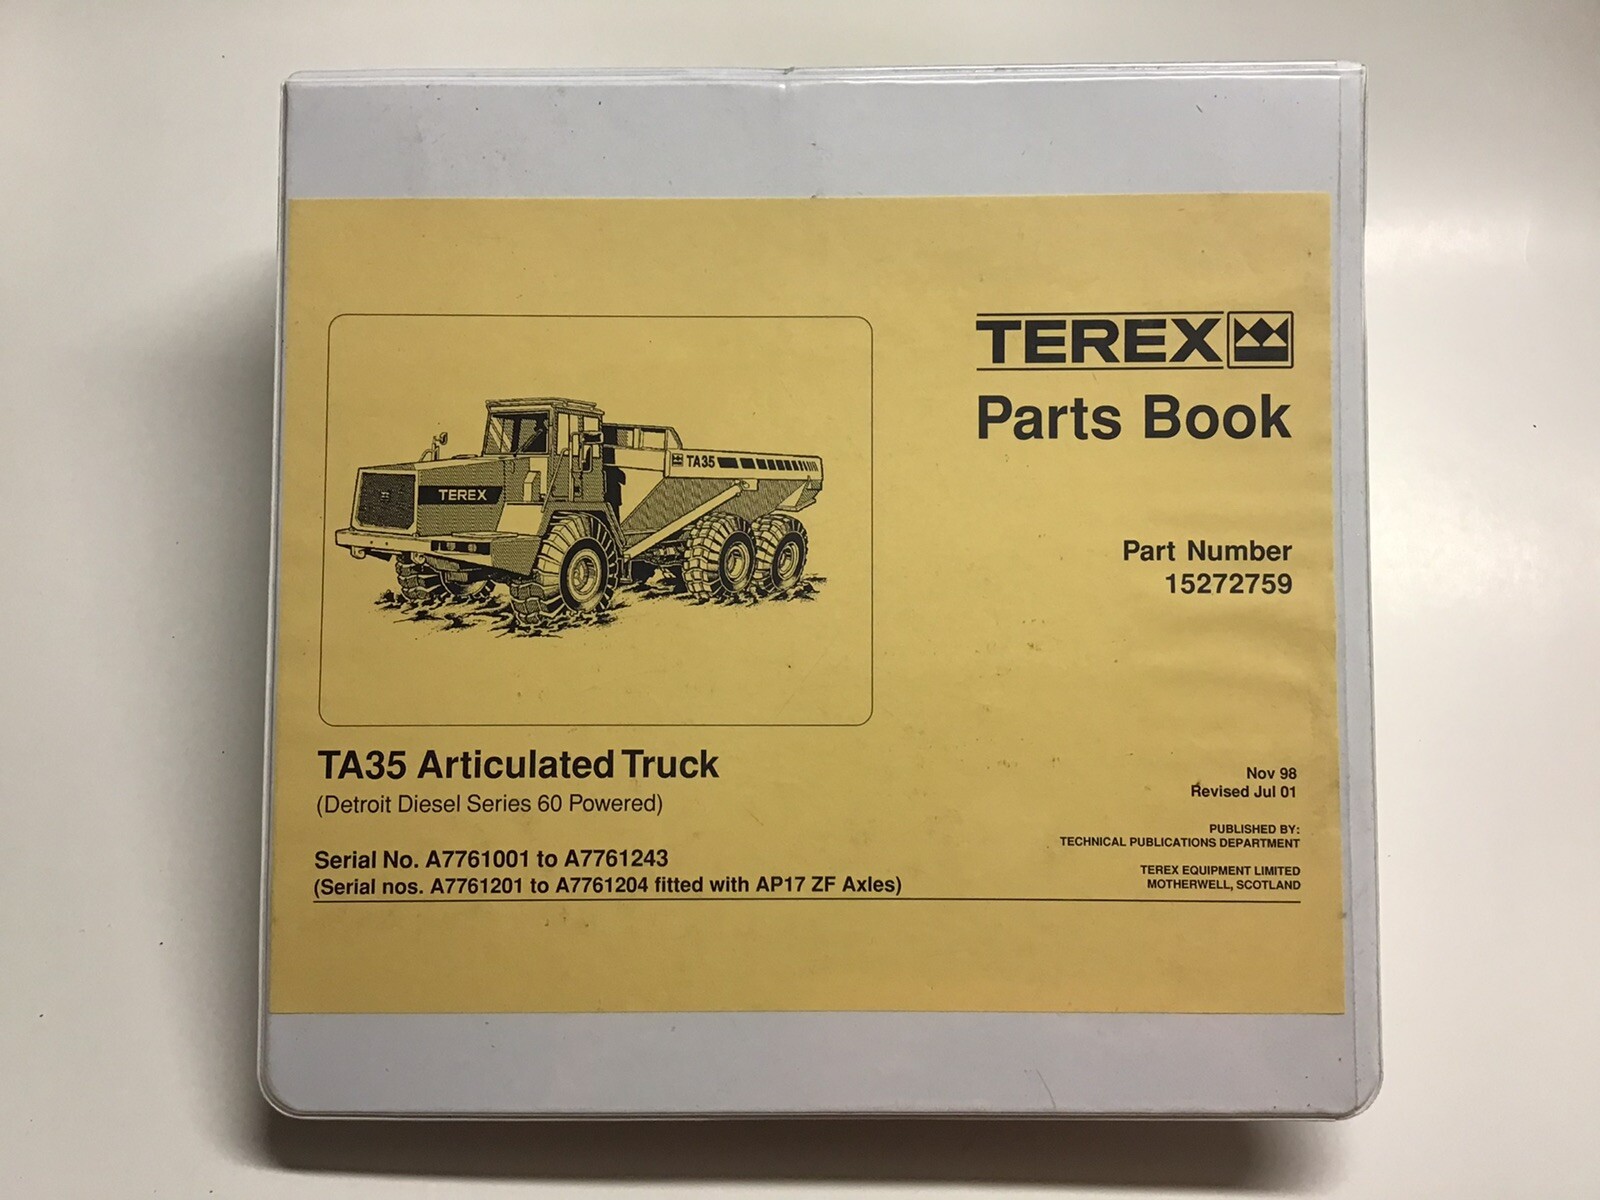 TEREX
Parts Book
TA35
TEREX
Part Number
15272759
TA35 Articulated Truck
(Detroit Diesel Series 60 Powered)
Serial No. A7761001 to A7761243
(Serial nos. A7761201 to A7761204 fitted with AP17 ZF Axles)
Nov 98
Revised Jul 01
PUBLISHED BY:
TECHNICAL PUBLICATIONS DEPARTMENT
TEREX EQUIPMENT LIMITED
MOTHERWELL, SCOTLAND